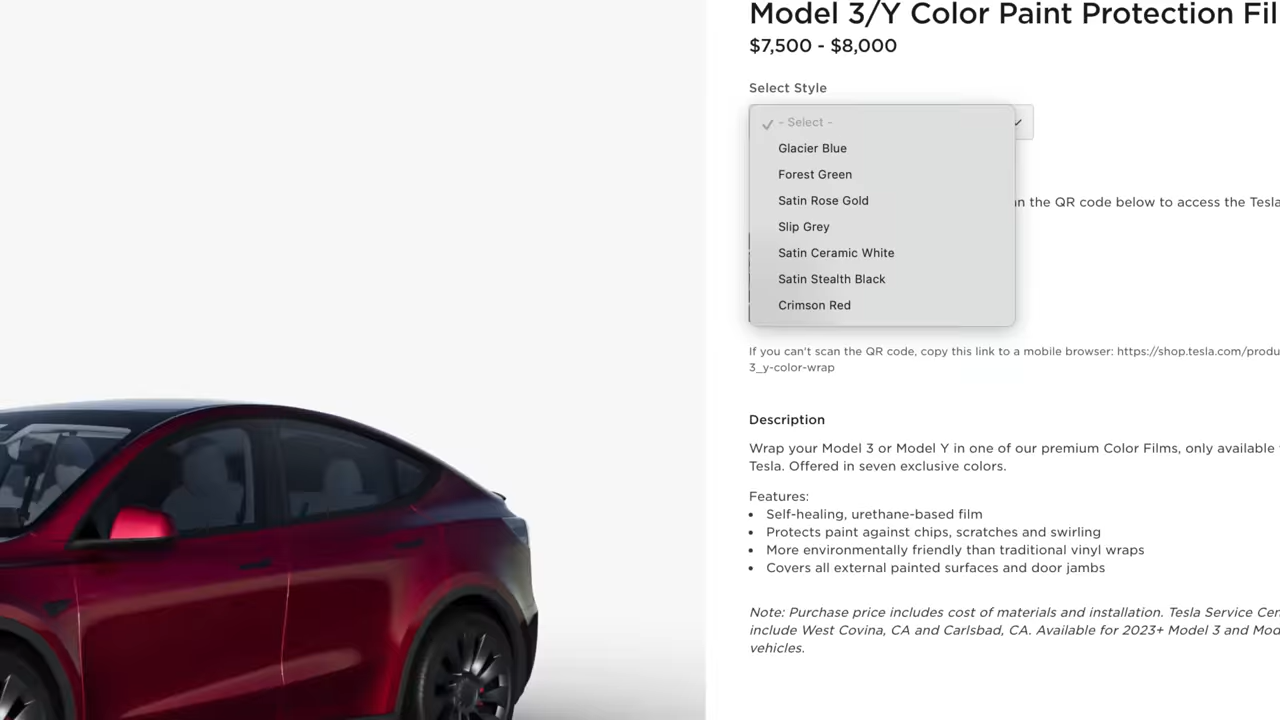 Model 3/Y Color Paint Protection Fil
$7,500 - $8,000
Select Style
- Select -
Glacier Blue
Forest Green
Satin Rose Gold
Slip Grey
Satin Ceramic White
Satin Stealth Black
Crimson Red
an the QR code below to access the Tesla
If you can't scan the QR code, copy this link to a mobile browser: https://shop.tesla.com/produ
3_y-color-wrap
Description
Wrap your Model 3 or Model Y in one of our premium Color Films, only available
Tesla. Offered in seven exclusive colors.
Features:
• Self-healing, urethane-based film
• Protects paint against chips, scratches and swirling
• More environmentally friendly than traditional vinyl wraps
• Covers all external painted surfaces and door jambs
Note: Purchase price includes cost of materials and installation. Tesla Service Cen
include West Covina, CA and Carlsbad, CA. Available for 2023+ Model 3 and Mod
vehicles.